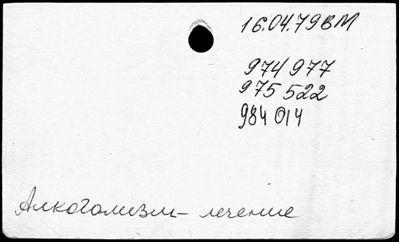 16.04.79ВМ
974 977
975 522
984 014
Алкоголизм - лечение